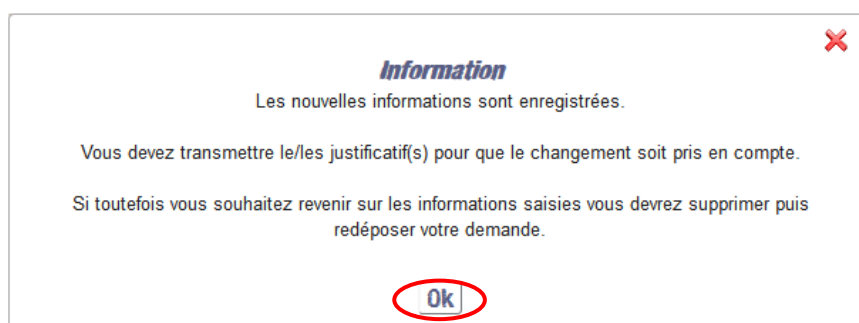 Information
Les nouvelles informations sont enregistrées.
Vous devez transmettre le/les justificatif(s) pour que le changement soit pris en compte.
Si toutefois vous souhaitez revenir sur les informations saisies vous devrez supprimer puis
redéposer votre demande.
Ok